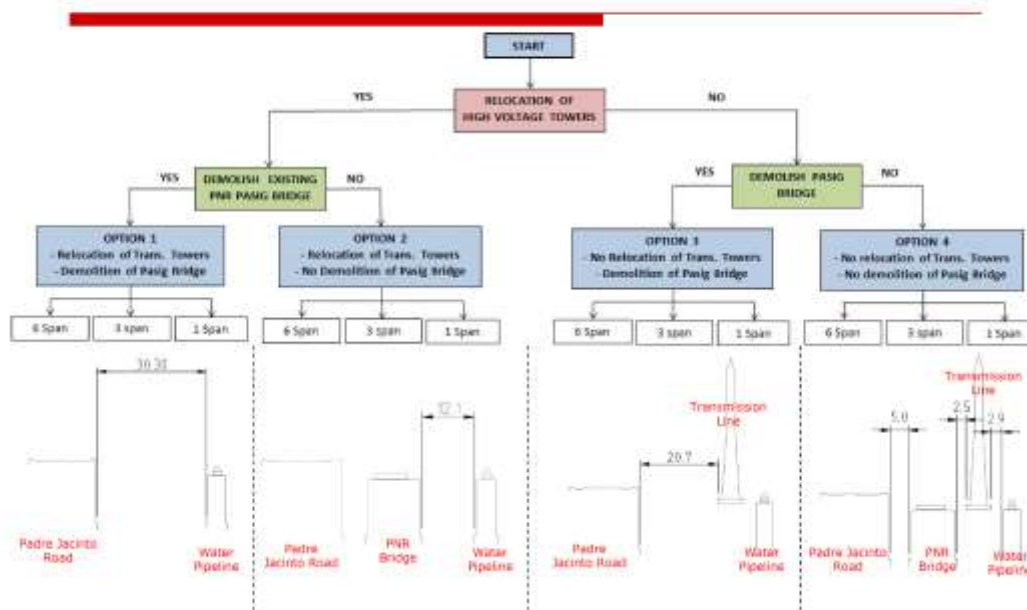 START
YES
RELOCATION OF
HIGH VOLTAGE TOWERS
NO
YES
DEMOLISH EXISTING
PNR PASIG BRIDGE
NO
YES
DEMOLISH PASIG
BRIDGE
NO
OPTION 1
- Relocation of Trans. Towers
- Demolition of Pasig Bridge
OPTION 2
- Relocation of Trans. Towers
- No Demolition of Pasig Bridge
OPTION 3
- No Relocation of Trans. Towers
- Demolition of Pasig Bridge
OPTION 4
- No relocation of Trans. Towers
- No demolition of Pasig Bridge
6 Span
3 span
1 Span
6 Span
3 Span
1 Span
6 Span
3 span
1 Span
6 Span
3 span
1 Span
30.30
Padre Jacinto
Road
Water
Pipeline
12.1
Padre
Jacinto Road
PNR
Bridge
Water
Pipeline
Transmission
Line
20.7
Padre
Jacinto Road
Water
Pipeline
Transmission
Line
5.0
2.5
2.9
Padre Jacinto
Road
PNR
Bridge
Water
Pipeline